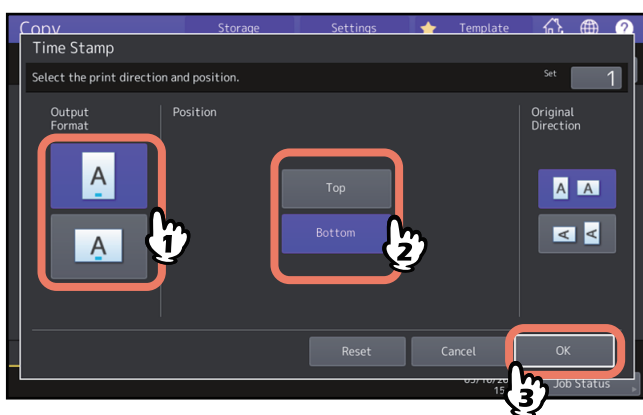 Copy Storage Settings Template ?
Time Stamp
Select the print direction and position. Set 1
Output
Format
Position
Original
Direction
A
A
Top
Bottom
A A
A A
1
2
Reset Cancel OK
15
Job Status
3